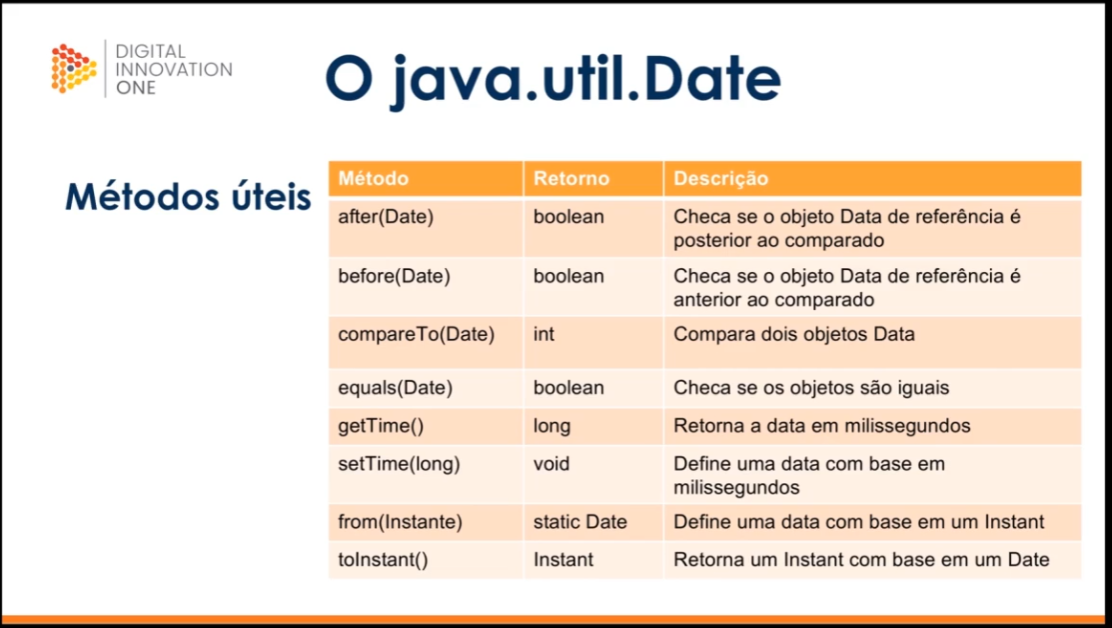 DIGITAL
INNOVATION
ONE
O java.util.Date
Métodos úteis
Método Retorno Descrição
after(Date) boolean Checa se o objeto Data de referência é
posterior ao comparado
before(Date) boolean Checa se o objeto Data de referência é
anterior ao comparado
compareTo(Date) int Compara dois objetos Data
equals(Date) boolean Checa se os objetos são iguais
getTime() long Retorna a data em milissegundos
setTime(long) void Define uma data com base em
milissegundos
from(Instante) static Date Define uma data com base em um Instant
toInstant() Instant Retorna um Instant com base em um Date